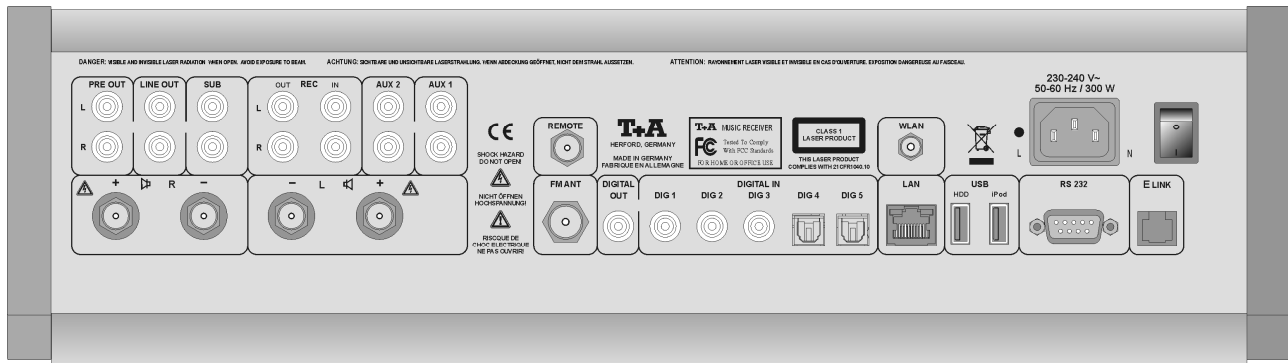 DANGER: VISIBLE AND INVISIBLE LASER RADIATION WHEN OPEN. AVOID EXPOSURE TO BEAM.
ACHTUNG: SICHTBARE UND UNSICHTBARE LASERSTRAHLUNG. WENN ABDECKUNG GEÖFFNET, NICHT DEM STRAHL AUSSETZEN.
ATTENTION: RAYONNEMENT LASER VISIBLE ET INVISIBLE EN CAS D'OUVERTURE. EXPOSITION DANGEREUSE AU FAISCEAU.
PRE OUT LINE OUT SUB
L
R
OUT REC IN
L
R
AUX 2 AUX 1
+ R −
− L +
CE
SHOCK HAZARD
DO NOT OPEN!
NICHT ÖFFNEN
HOCHSPANNUNG!
RISCQUE DE
CHOC ELECTRIQUE
NE PAS OUVRIR!
REMOTE
FM ANT
T+A
HERFORD, GERMANY
MADE IN GERMANY
FABRIQUE EN ALLEMAGNE
T+A MUSIC RECEIVER
FC Tested To Comply
With FCC Standards
FOR HOME OR OFFICE USE
CLASS 1
LASER PRODUCT
THIS LASER PRODUCT
COMPLIES WITH 21CFR1040.10
WLAN
230-240 V~
50-60 Hz / 300 W
L N
DIGITAL
OUT
DIGITAL IN
DIG 1 DIG 2 DIG 3 DIG 4 DIG 5
LAN
USB
HDD iPod
RS 232
E LINK